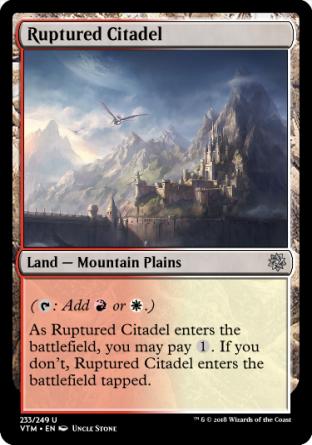 Ruptured Citadel
Land — Mountain Plains
(: Add or .)
As Ruptured Citadel enters the
battlefield, you may pay 1. If you
don't, Ruptured Citadel enters the
battlefield tapped.
233/249 U
VTM • EN Uncle Stone
™ & © 2018 Wizards of the Coast